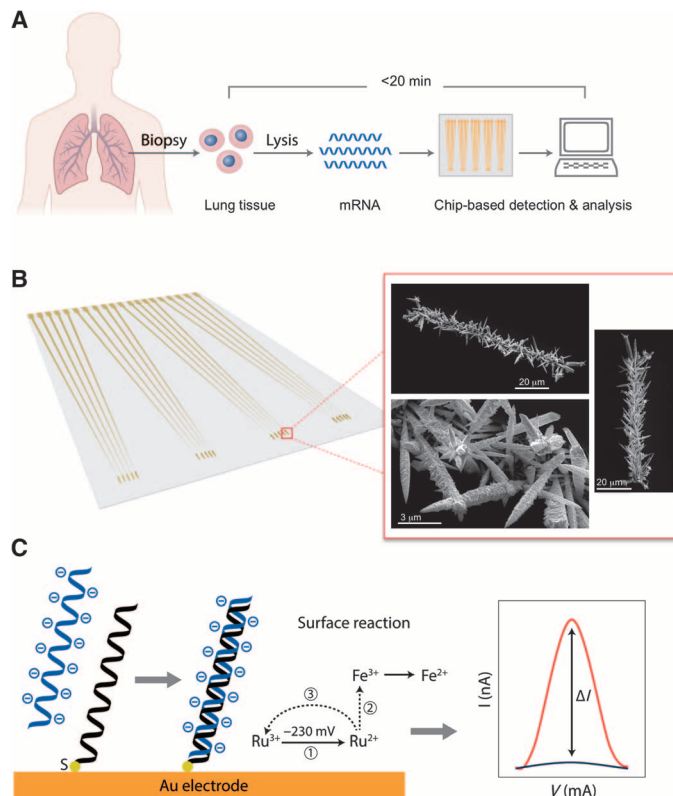 A
<20 min
Biopsy
Lysis
Lung tissue
mRNA
Chip-based detection & analysis
B
20 μm
3 μm
20 μm
C
Surface reaction
Fe³⁺
Fe²⁺
③
②
Ru³⁺
−230 mV
Ru²⁺
①
S
Au electrode
I (nA)
ΔI
V (mA)